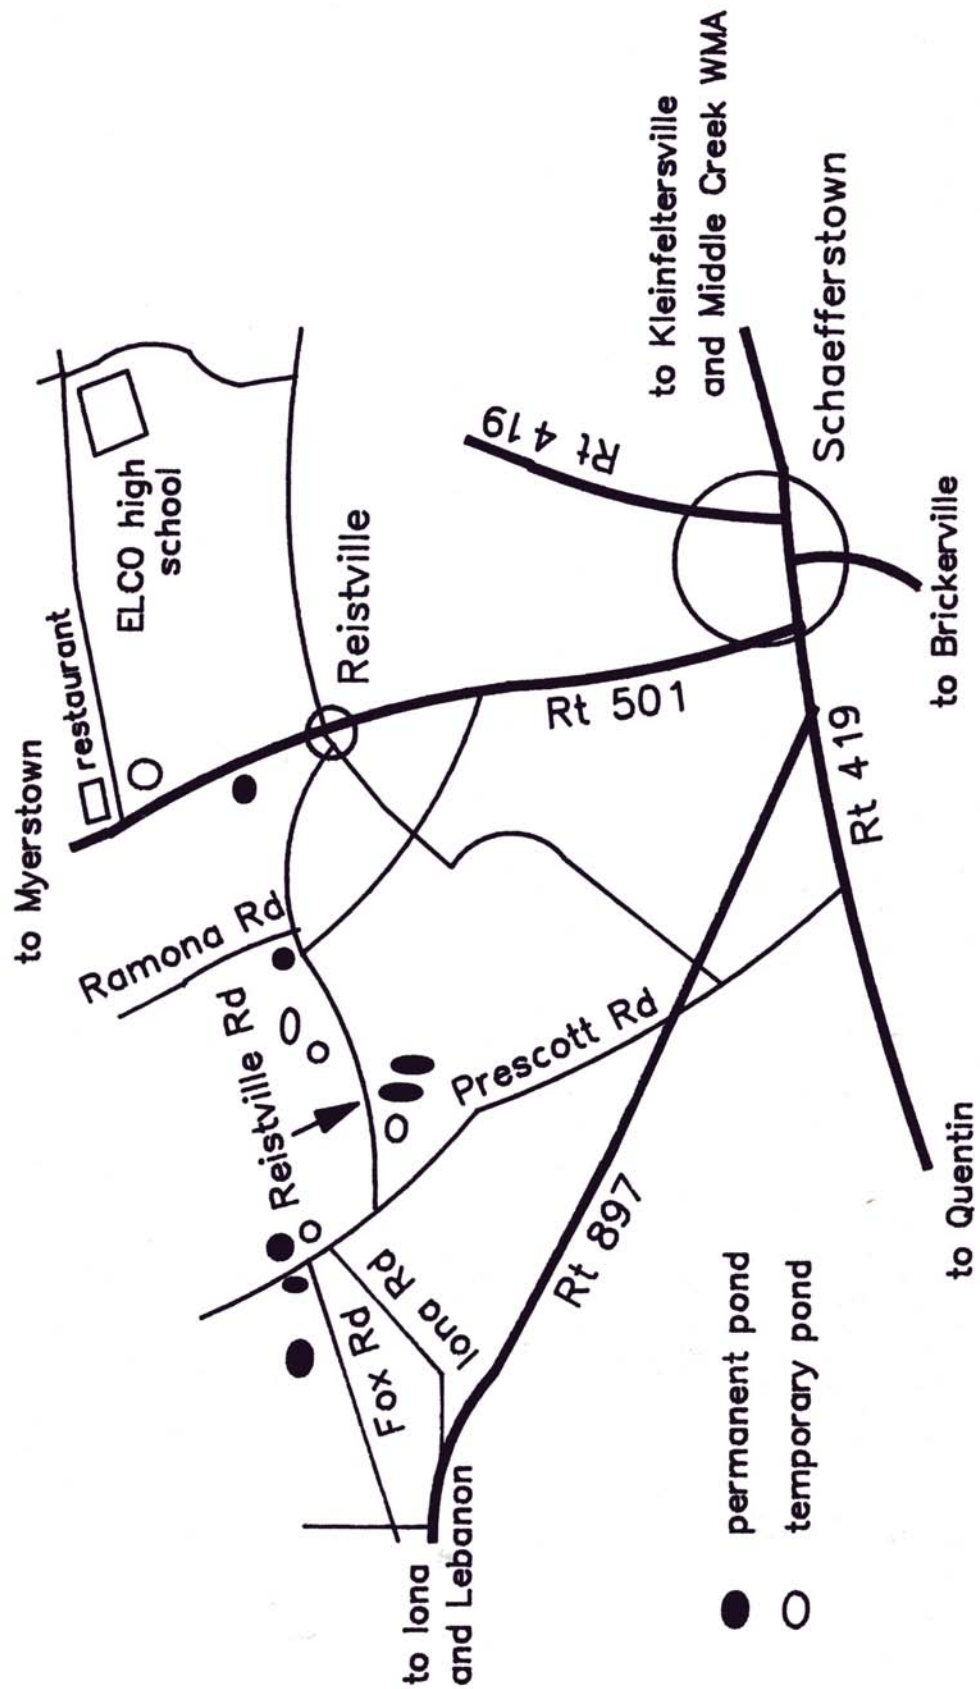 to Myerstown
restaurant
ELCO high
school
Ramona Rd
Reistville Rd
Reistville
to Kleinfeltersville
and Middle Creek WMA
Rt 419
Schaefferstown
Rt 501
Prescott Rd
Fox Rd
Iona Rd
to Iona
and Lebanon
Rt 897
Rt 419
to Brickerville
to Quentin
permanent pond
temporary pond